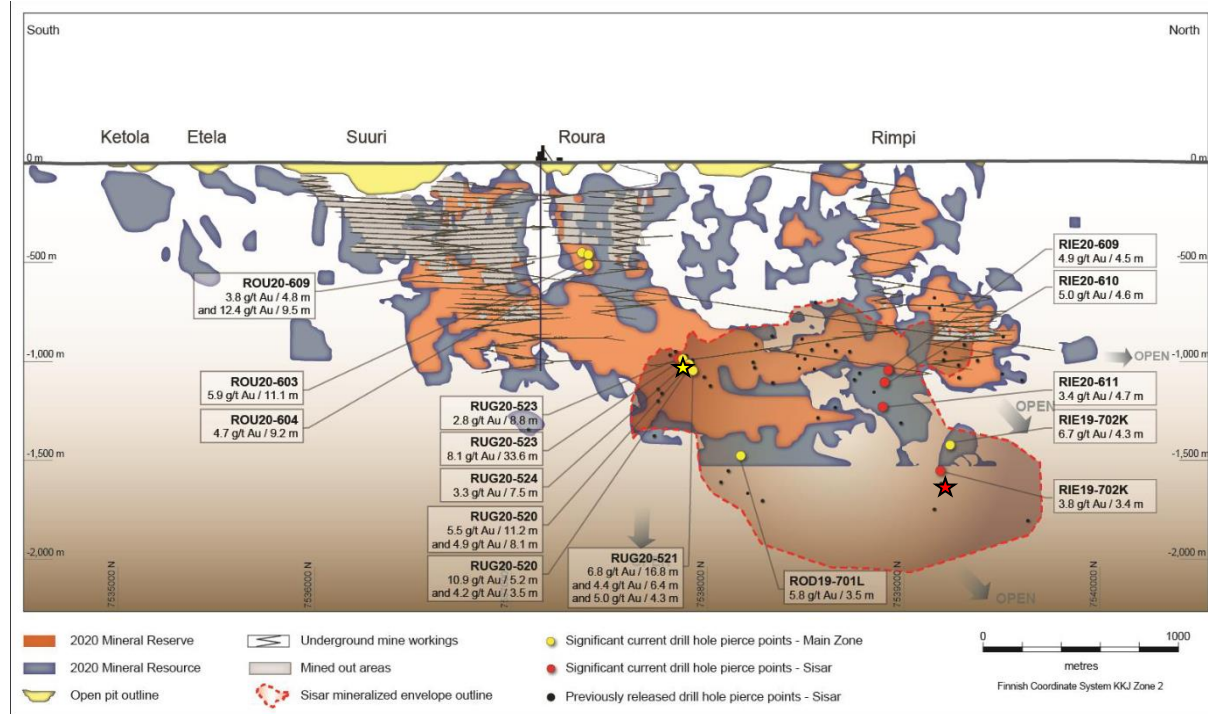 South
North
Ketola
Etela
Suuri
Roura
Rimpi
0 m
0 m
-500 m
-500 m
-1,000 m
-1,000 m
-1,500 m
-1,500 m
-2,000 m
-2,000 m
ROU20-609
3.8 g/t Au / 4.8 m
and 12.4 g/t Au / 9.5 m
ROU20-603
5.9 g/t Au / 11.1 m
ROU20-604
4.7 g/t Au / 9.2 m
RUG20-523
2.8 g/t Au / 8.8 m
RUG20-523
8.1 g/t Au / 33.6 m
RUG20-524
3.3 g/t Au / 7.5 m
RUG20-520
5.5 g/t Au / 11.2 m
and 4.9 g/t Au / 8.1 m
RUG20-520
10.9 g/t Au / 5.2 m
and 4.2 g/t Au / 3.5 m
RUG20-521
6.8 g/t Au / 16.8 m
and 4.4 g/t Au / 6.4 m
and 5.0 g/t Au / 4.3 m
ROD19-701L
5.8 g/t Au / 3.5 m
RIE20-609
4.9 g/t Au / 4.5 m
RIE20-610
5.0 g/t Au / 4.6 m
OPEN
RIE20-611
3.4 g/t Au / 4.7 m
OPEN
RIE19-702K
6.7 g/t Au / 4.3 m
RIE19-702K
3.8 g/t Au / 3.4 m
OPEN
7535000 N
7536000 N
7538000 N
7539000 N
7540000 N
2020 Mineral Reserve
2020 Mineral Resource
Open pit outline
Underground mine workings
Mined out areas
Sisar mineralized envelope outline
Significant current drill hole pierce points - Main Zone
Significant current drill hole pierce points - Sisar
Previously released drill hole pierce points - Sisar
0
1000
metres
Finnish Coordinate System KKJ Zone 2